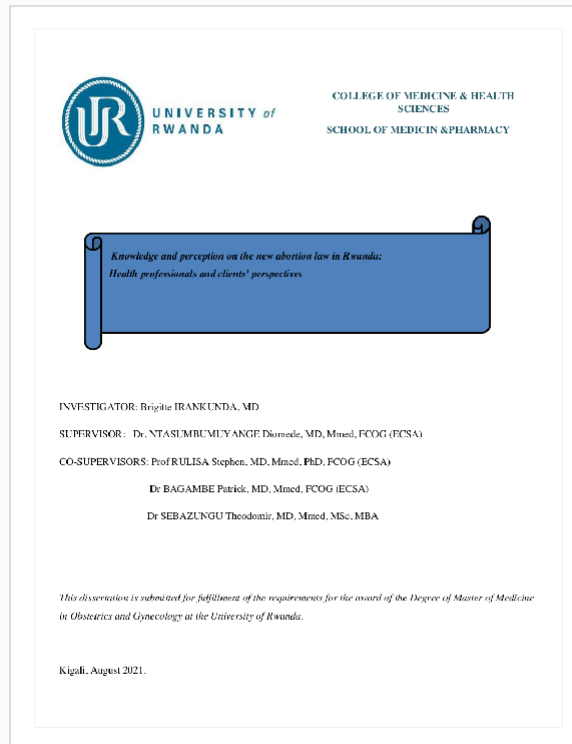 UNIVERSITY of
RWANDA
COLLEGE OF MEDICINE & HEALTH
SCIENCES
SCHOOL OF MEDICIN &PHARMACY
Knowledge and perception on the new abortion law in Rwanda:
Health professionals and clients' perspectives
INVESTIGATOR: Brigitte IRANKUNDA, MD
SUPERVISOR: Dr. NTASUMBUMUYANGE Diomede, MD, Mmed, FCOG (ECSA)
CO-SUPERVISORS: Prof RULISA Stephen, MD, Mmed, PhD, FCOG (ECSA)
Dr BAGAMBE Patrick, MD, Mmed, FCOG (ECSA)
Dr SEBAZUNGU Theodomir, MD, Mmed, MSc, MBA
This dissertation is submitted for fulfillment of the requirements for the award of the Degree of Master of Medicine
in Obstetrics and Gynecology at the University of Rwanda.
Kigali, August 2021.